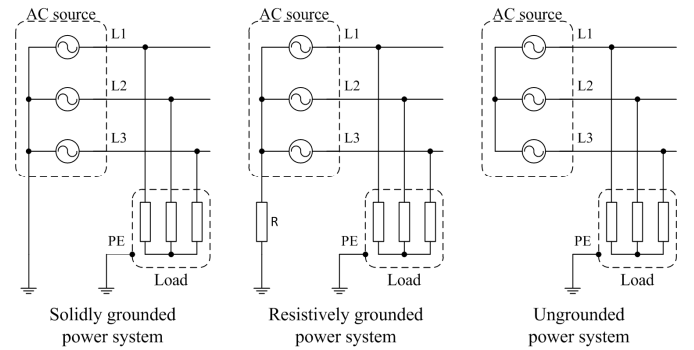 AC source
L1
L2
L3
PE
Load
Solidly grounded
power system
AC source
L1
L2
L3
R
PE
Load
Resistively grounded
power system
AC source
L1
L2
L3
PE
Load
Ungrounded
power system